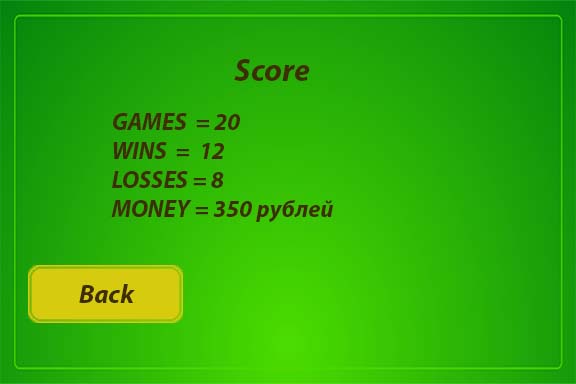 Score
GAMES = 20
WINS = 12
LOSSES = 8
MONEY = 350 рублей
Back